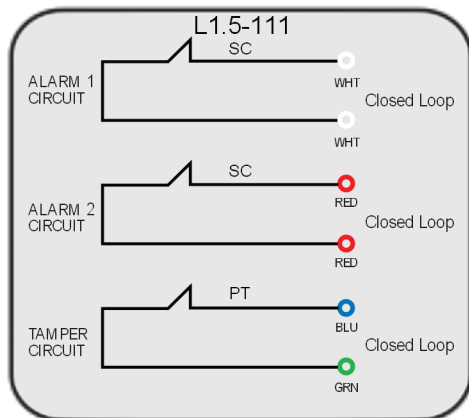 L1.5-111
SC
ALARM 1
CIRCUIT
WHT
Closed Loop
WHT
SC
ALARM 2
CIRCUIT
RED
Closed Loop
RED
PT
TAMPER
CIRCUIT
BLU
Closed Loop
GRN